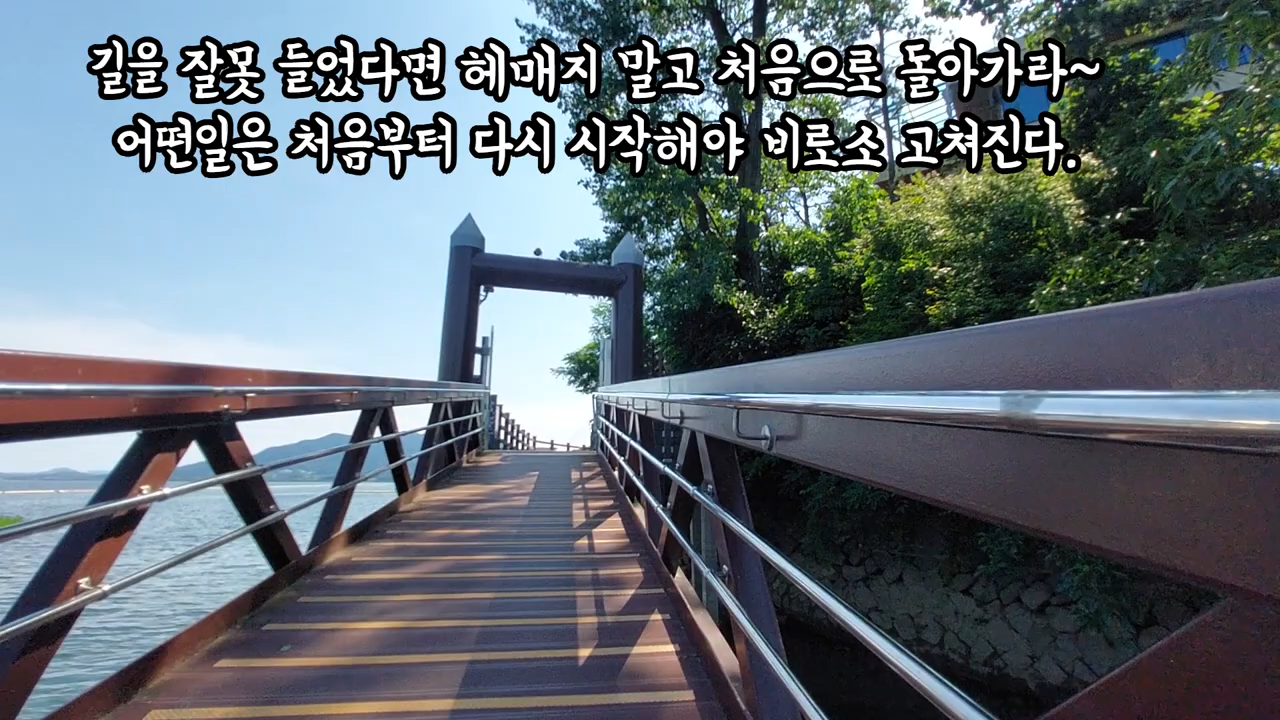 길을 잘못 들었다면 헤매지 말고 처음으로 돌아가라~
어떤일은 처음부터 다시 시작해야 비로소 고쳐진다.